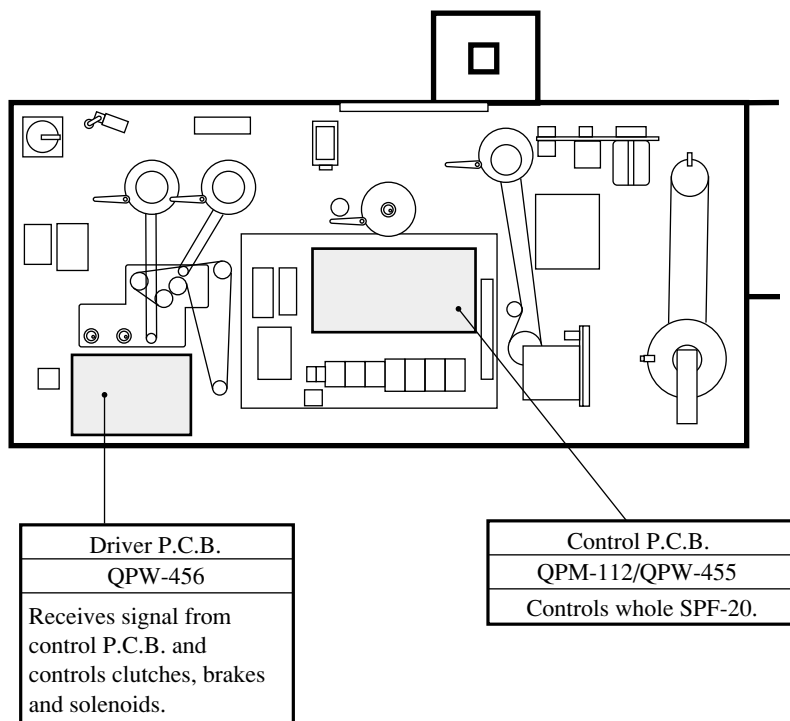 Driver P.C.B.
QPW-456
Receives signal from
control P.C.B. and
controls clutches, brakes
and solenoids.
Control P.C.B.
QPM-112/QPW-455
Controls whole SPF-20.